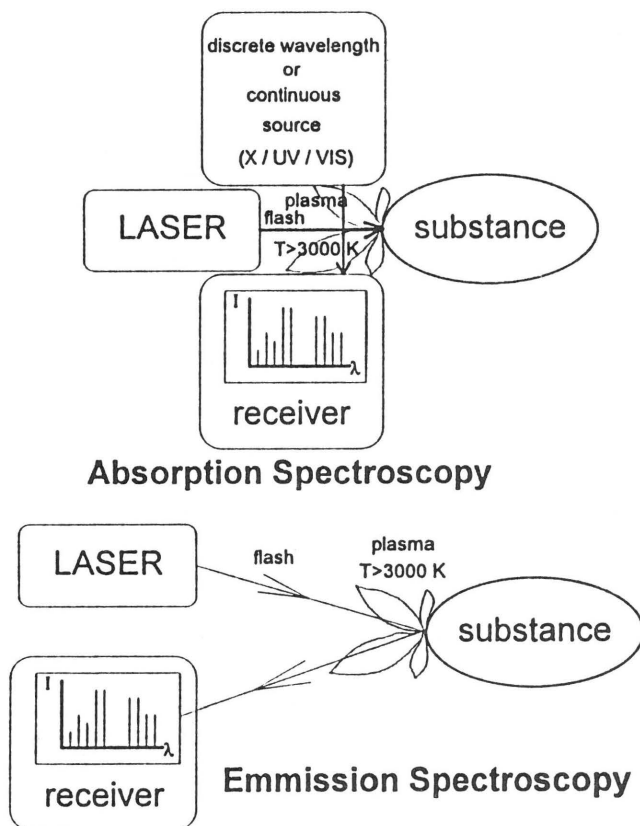 discrete wavelength
or
continuous
source
(X / UV / VIS)
plasma
flash
LASER
substance
T>3000 K
I
λ
receiver
Absorption Spectroscopy
LASER
flash
plasma
T>3000 K
substance
I
λ
receiver
Emmission Spectroscopy